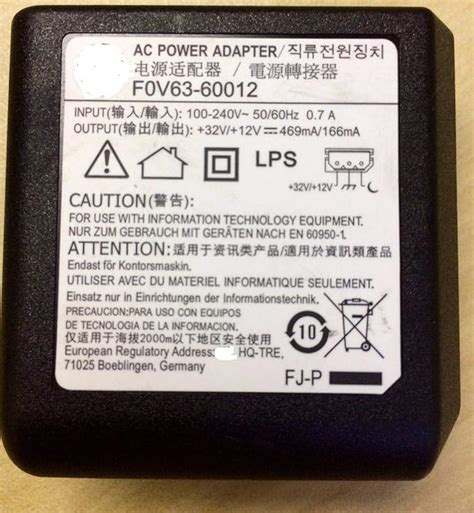 AC POWER ADAPTER/직류전원징치
电源适配器 / 電源轉接器
F0V63-60012
INPUT(输入/輸入): 100-240V~ 50/60Hz 0.7 A
OUTPUT(输出/輸出): +32V/+12V⎓469mA/166mA
LPS
+32V/+12V
CAUTION(警告):
FOR USE WITH INFORMATION TECHNOLOGY EQUIPMENT.
NUR ZUM GEBRAUCH MIT GERÄTEN NACH EN 60950-1.
ATTENTION:适用于资讯类产品/適用於資訊類產品
Endast för Kontorsmaskin.
UTILISER AVEC DU MATERIEL INFORMATIQUE SEULEMENT.
Einsatz nur in Einrichtungen der Informationstechnik.
PRECAUCION:PARA USO CON EQUIPOS
DE TECNOLOGIA DE LA INFORMACION.
仅适用于海拔2000m以下地区安全使用
European Regulatory Address: HQ-TRE,
71025 Boeblingen, Germany
10
FJ-P